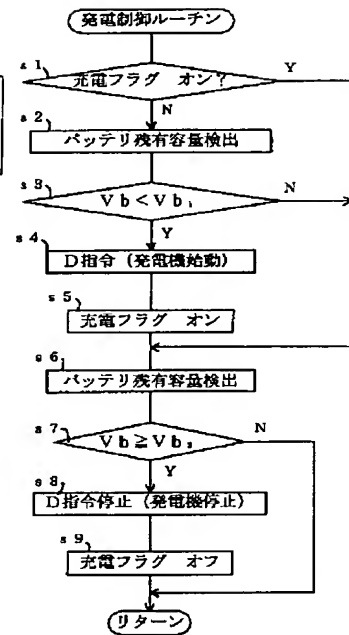 発電制御ルーチン
s1
充電フラグ オン?
Y
N
s2
バッテリ残有容量検出
s3
Vb<Vb₁
N
Y
s4
D指令(発電機始動)
s5
充電フラグ オン
s6
バッテリ残有容量検出
s7
Vb≧Vb₂
N
Y
s8
D指令停止(発電機停止)
s9
充電フラグ オフ
リターン